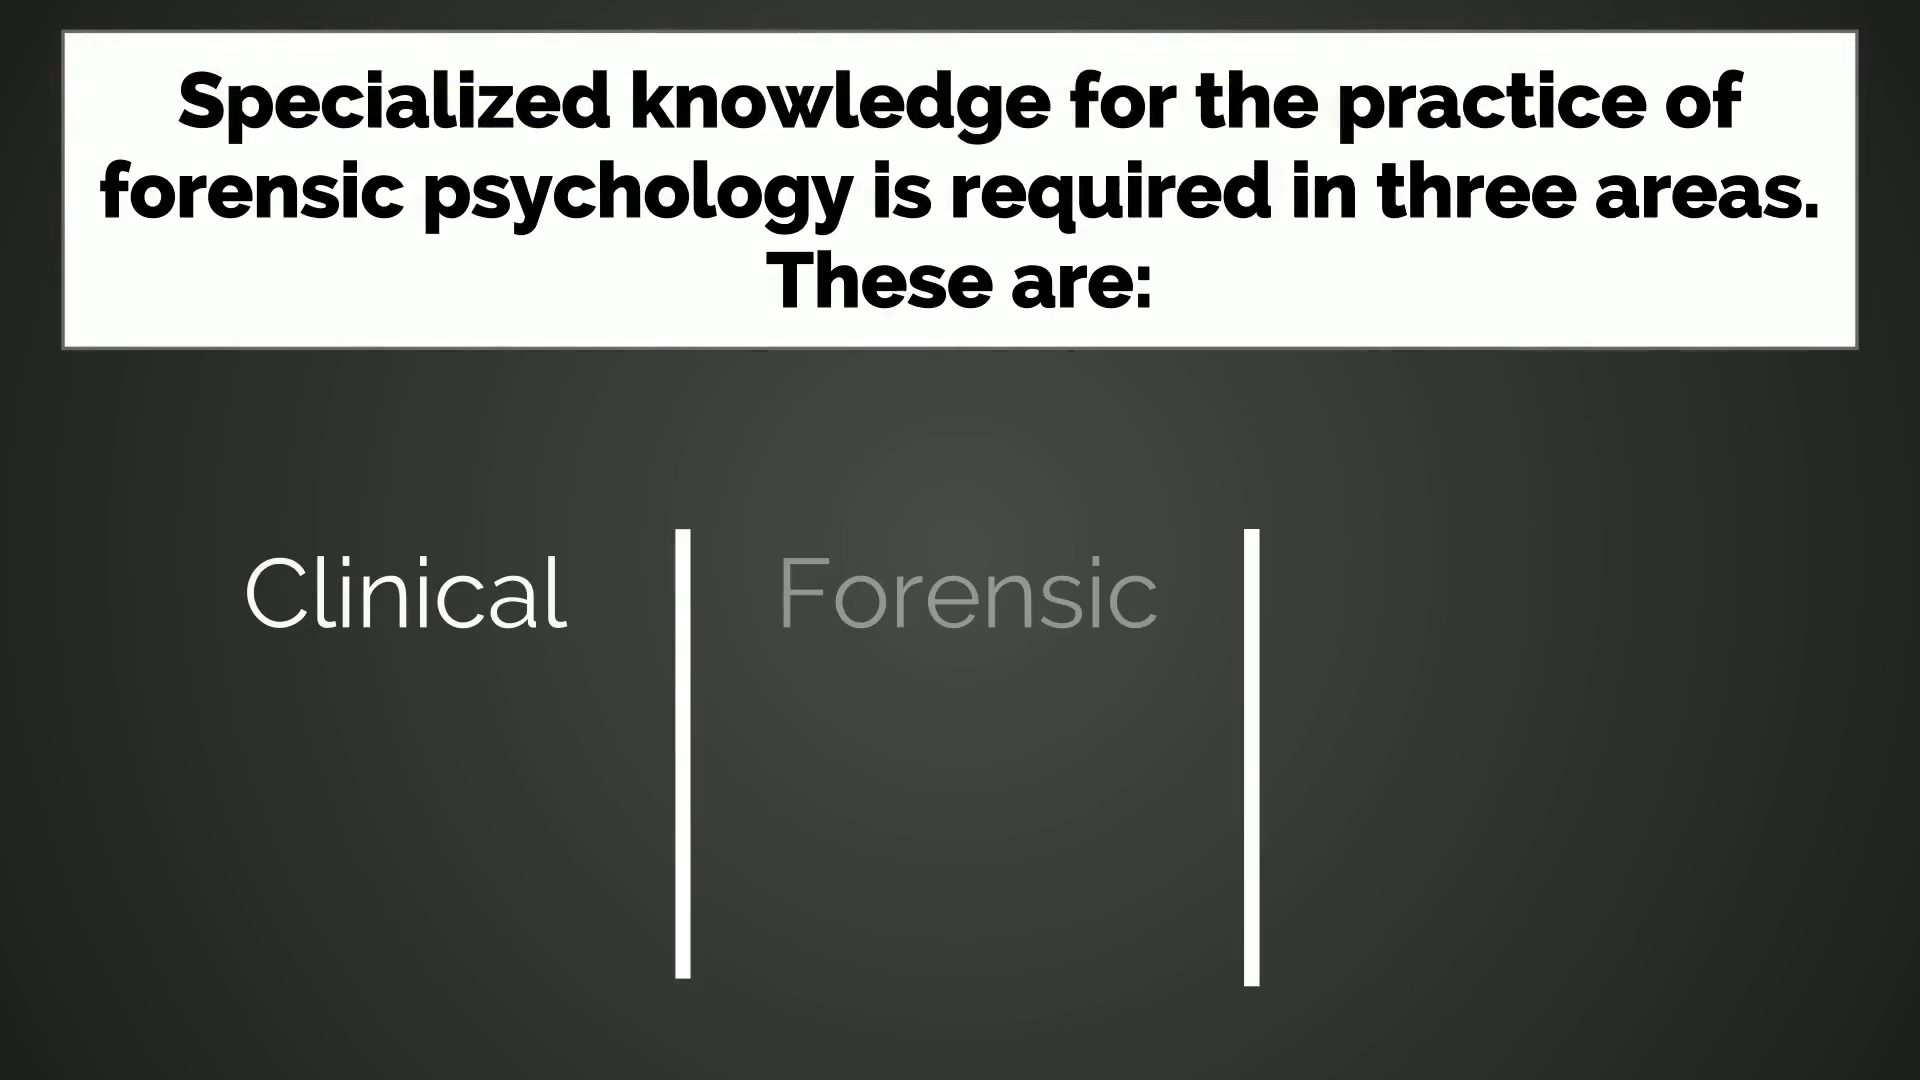 Specialized knowledge for the practice of
forensic psychology is required in three areas.
These are:
Clinical
Forensic